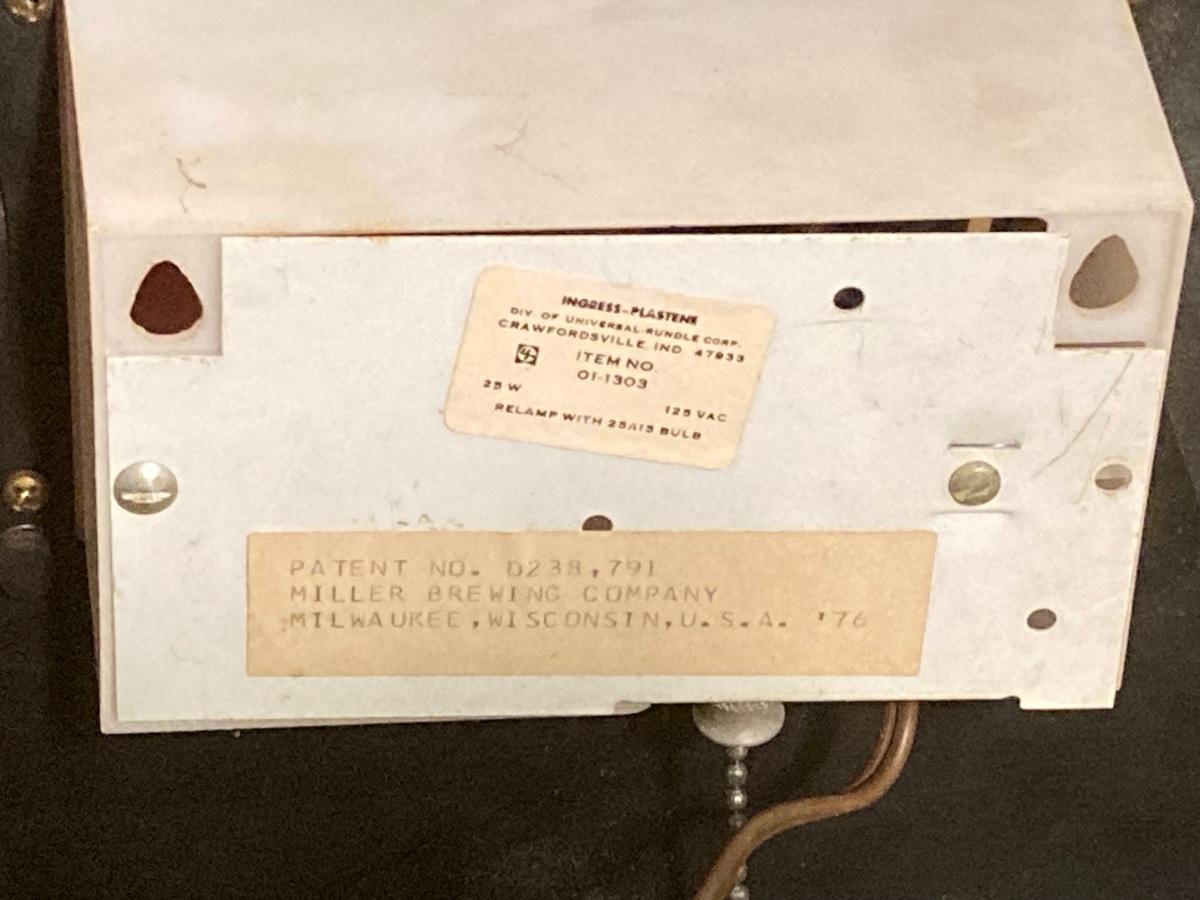 INGRESS-PLASTENE
DIV. OF UNIVERSAL-RUNDLE CORP.
CRAWFORDSVILLE, IND 47933
ITEM NO.
01-1303
25 W
125 VAC
RELAMP WITH 25A15 BULB
PATENT NO. D238,791
MILLER BREWING COMPANY
MILWAUKEE,WISCONSIN,U.S.A. '76